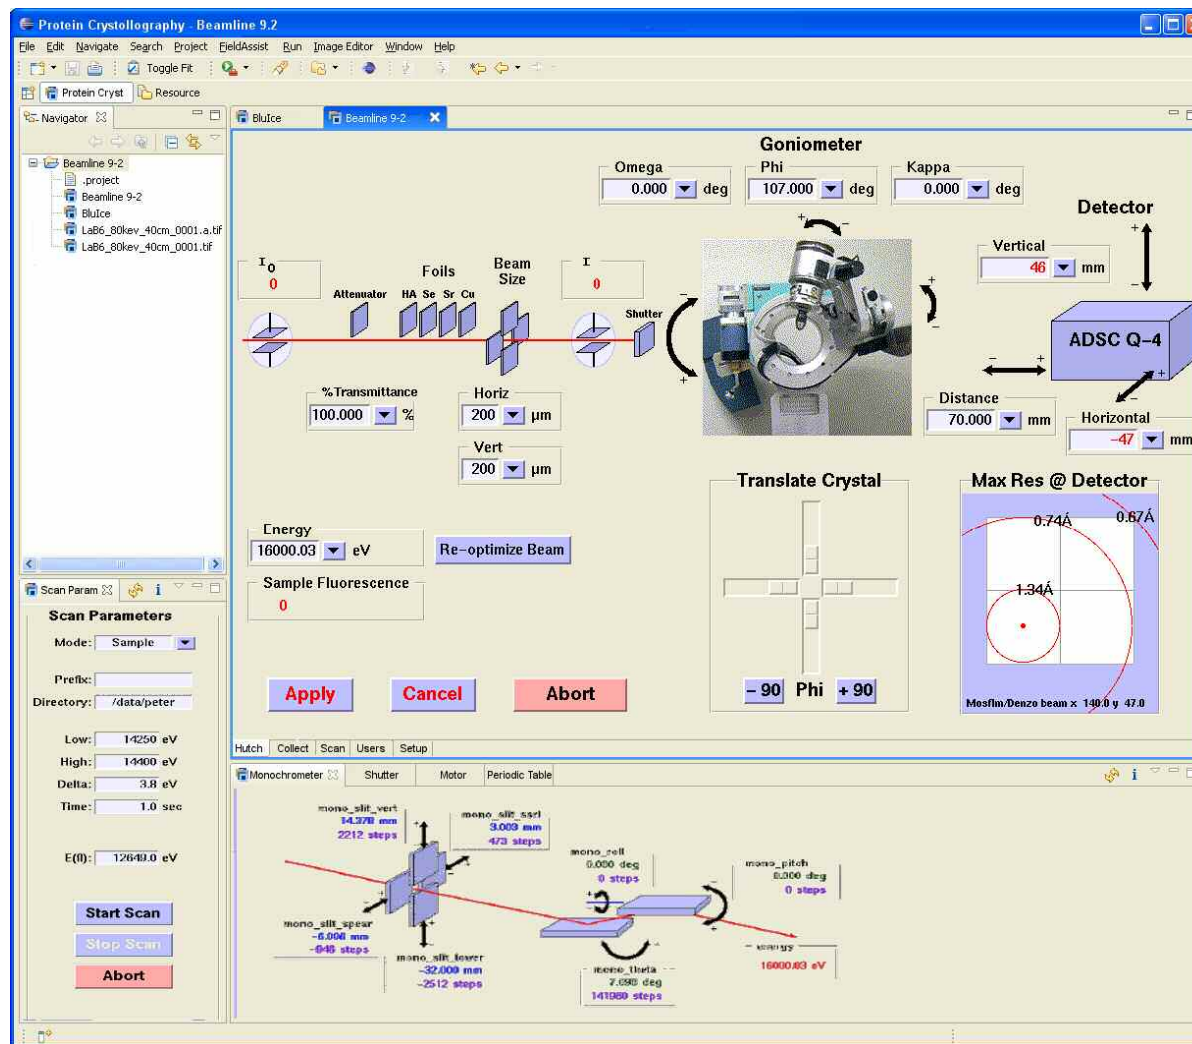 Protein Crystollography - Beamline 9.2
File Edit Navigate Search Project FieldAssist Run Image Editor Window Help
Toggle Fit
Protein Cryst Resource
Navigator
Beamline 9-2
.project
Beamline 9-2
BluIce
LaB6_80kev_40cm_0001.a.tif
LaB6_80kev_40cm_0001.tif
Scan Param
Scan Parameters
Mode: Sample
Prefix:
Directory: /data/peter
Low: 14250 eV
High: 14400 eV
Delta: 3.8 eV
Time: 1.0 sec
E(fl): 12649.0 eV
Start Scan
Stop Scan
Abort
BluIce Beamline 9-2
Goniometer
Omega Phi Kappa
0.000 deg 107.000 deg 0.000 deg
Detector
Vertical
46 mm
ADSC Q-4
Distance
70.000 mm
Horizontal
-47 mm
I0
0
Attenuator
Foils
HA Se Sr Cu
Beam
Size
I
0
Shutter
%Transmittance
100.000 %
Horiz
200 µm
Vert
200 µm
Energy
16000.03 eV
Re-optimize Beam
Sample Fluorescence
0
Apply Cancel Abort
Translate Crystal
- 90 Phi + 90
Max Res @ Detector
0.74Å 0.67Å
1.34Å
Mosflm/Denzo beam x 140.0 y 47.0
Hutch Collect Scan Users Setup
Monochrometer Shutter Motor Periodic Table
mono_slit_vert
14.378 mm
2212 steps
mono_slit_ssrl
3.003 mm
473 steps
mono_roll
0.000 deg
0 steps
mono_pitch
0.000 deg
0 steps
mono_slit_spear
-6.006 mm
-946 steps
mono_slit_lower
-32.000 mm
-2512 steps
mono_theta
7.098 deg
141960 steps
energy
16000.03 eV